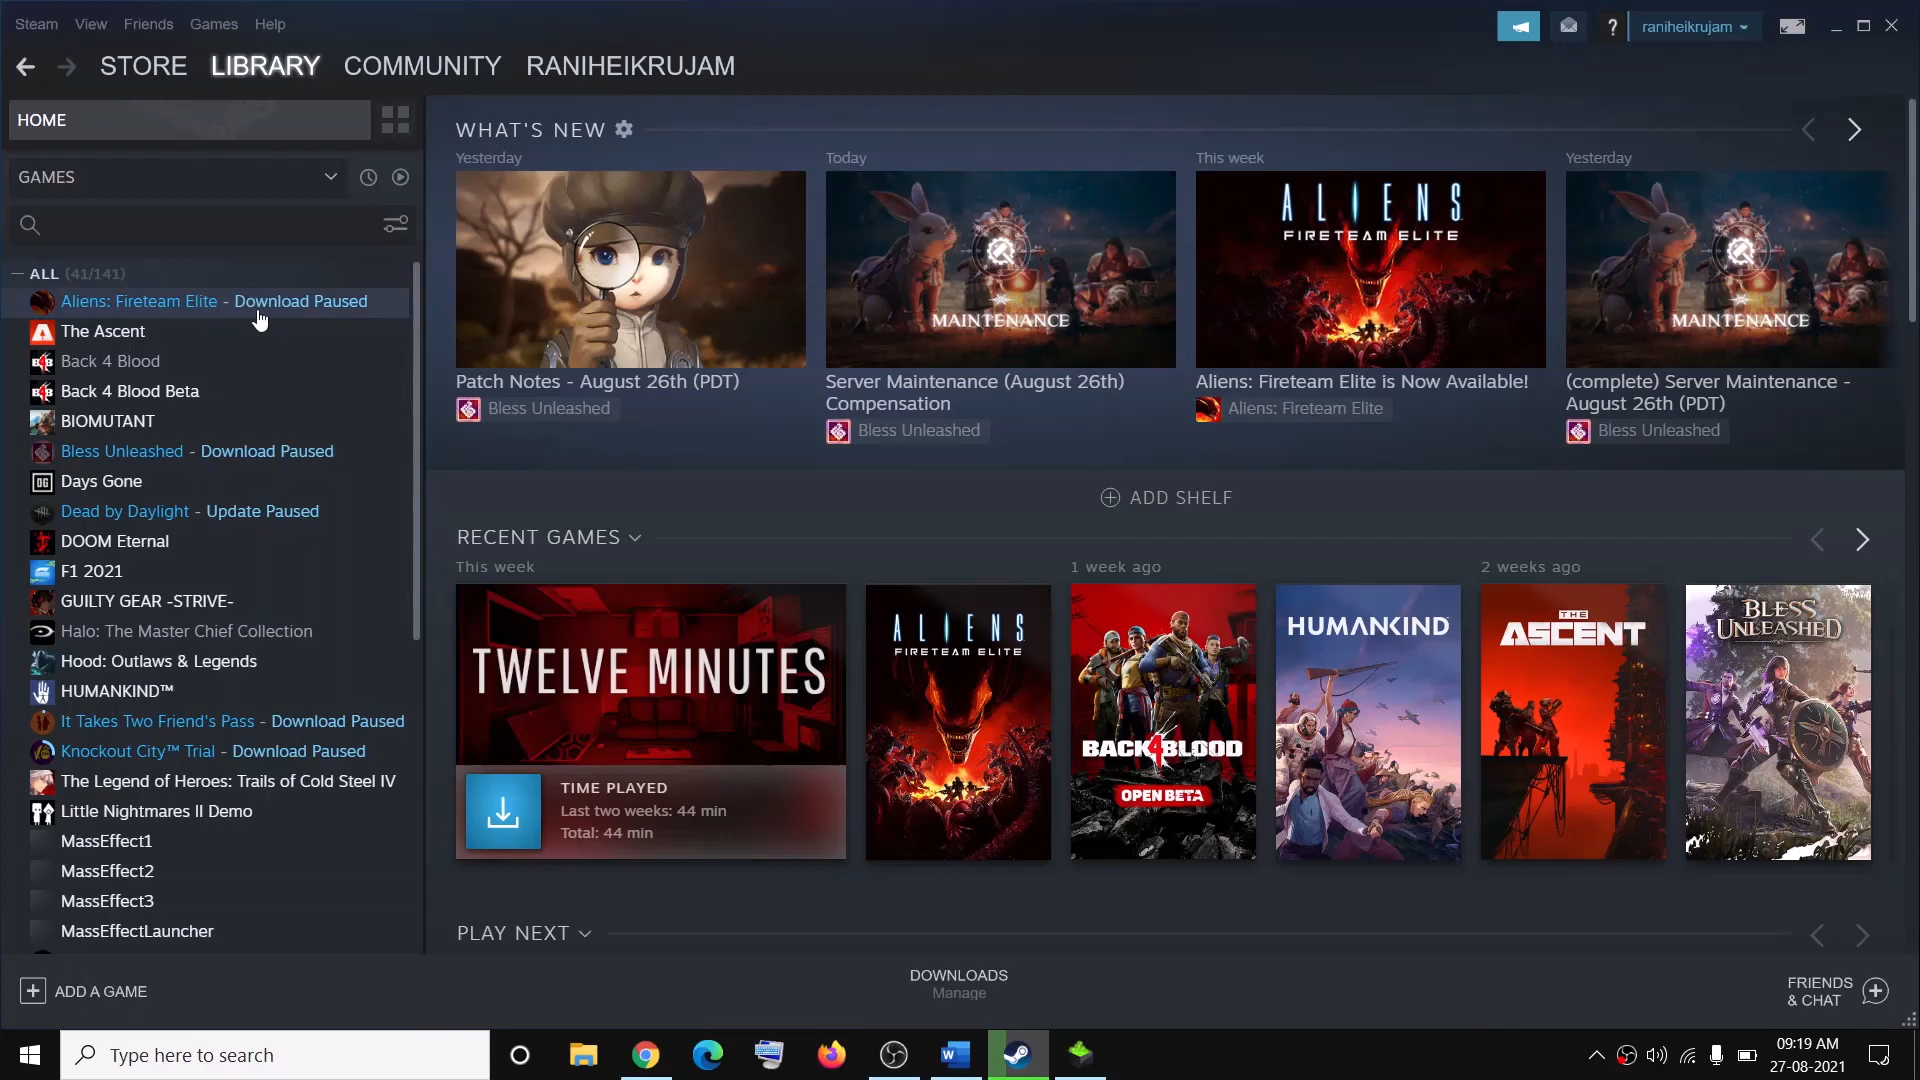 Steam View Friends Games Help
raniheikrujam
STORE LIBRARY COMMUNITY RANIHEIKRUJAM
HOME
GAMES
ALL (41/141)
Aliens: Fireteam Elite - Download Paused
The Ascent
Back 4 Blood
Back 4 Blood Beta
BIOMUTANT
Bless Unleashed - Download Paused
Days Gone
Dead by Daylight - Update Paused
DOOM Eternal
F1 2021
GUILTY GEAR -STRIVE-
Halo: The Master Chief Collection
Hood: Outlaws & Legends
HUMANKIND™
It Takes Two Friend's Pass - Download Paused
Knockout City™ Trial - Download Paused
The Legend of Heroes: Trails of Cold Steel IV
Little Nightmares II Demo
MassEffect1
MassEffect2
MassEffect3
MassEffectLauncher
ADD A GAME
WHAT'S NEW
Yesterday
Patch Notes - August 26th (PDT)
Bless Unleashed
Today
MAINTENANCE
Server Maintenance (August 26th)
Compensation
Bless Unleashed
This week
ALIENS
FIRETEAM ELITE
Aliens: Fireteam Elite is Now Available!
Aliens: Fireteam Elite
Yesterday
MAINTENANCE
(complete) Server Maintenance -
August 26th (PDT)
Bless Unleashed
ADD SHELF
RECENT GAMES
This week
TWELVE MINUTES
TIME PLAYED
Last two weeks: 44 min
Total: 44 min
ALIENS
FIRETEAM ELITE
1 week ago
BACK 4 BLOOD
OPEN BETA
HUMANKIND
2 weeks ago
THE
ASCENT
BLESS
UNLEASHED
PLAY NEXT
DOWNLOADS
Manage
FRIENDS
& CHAT
Type here to search
09:19 AM
27-08-2021